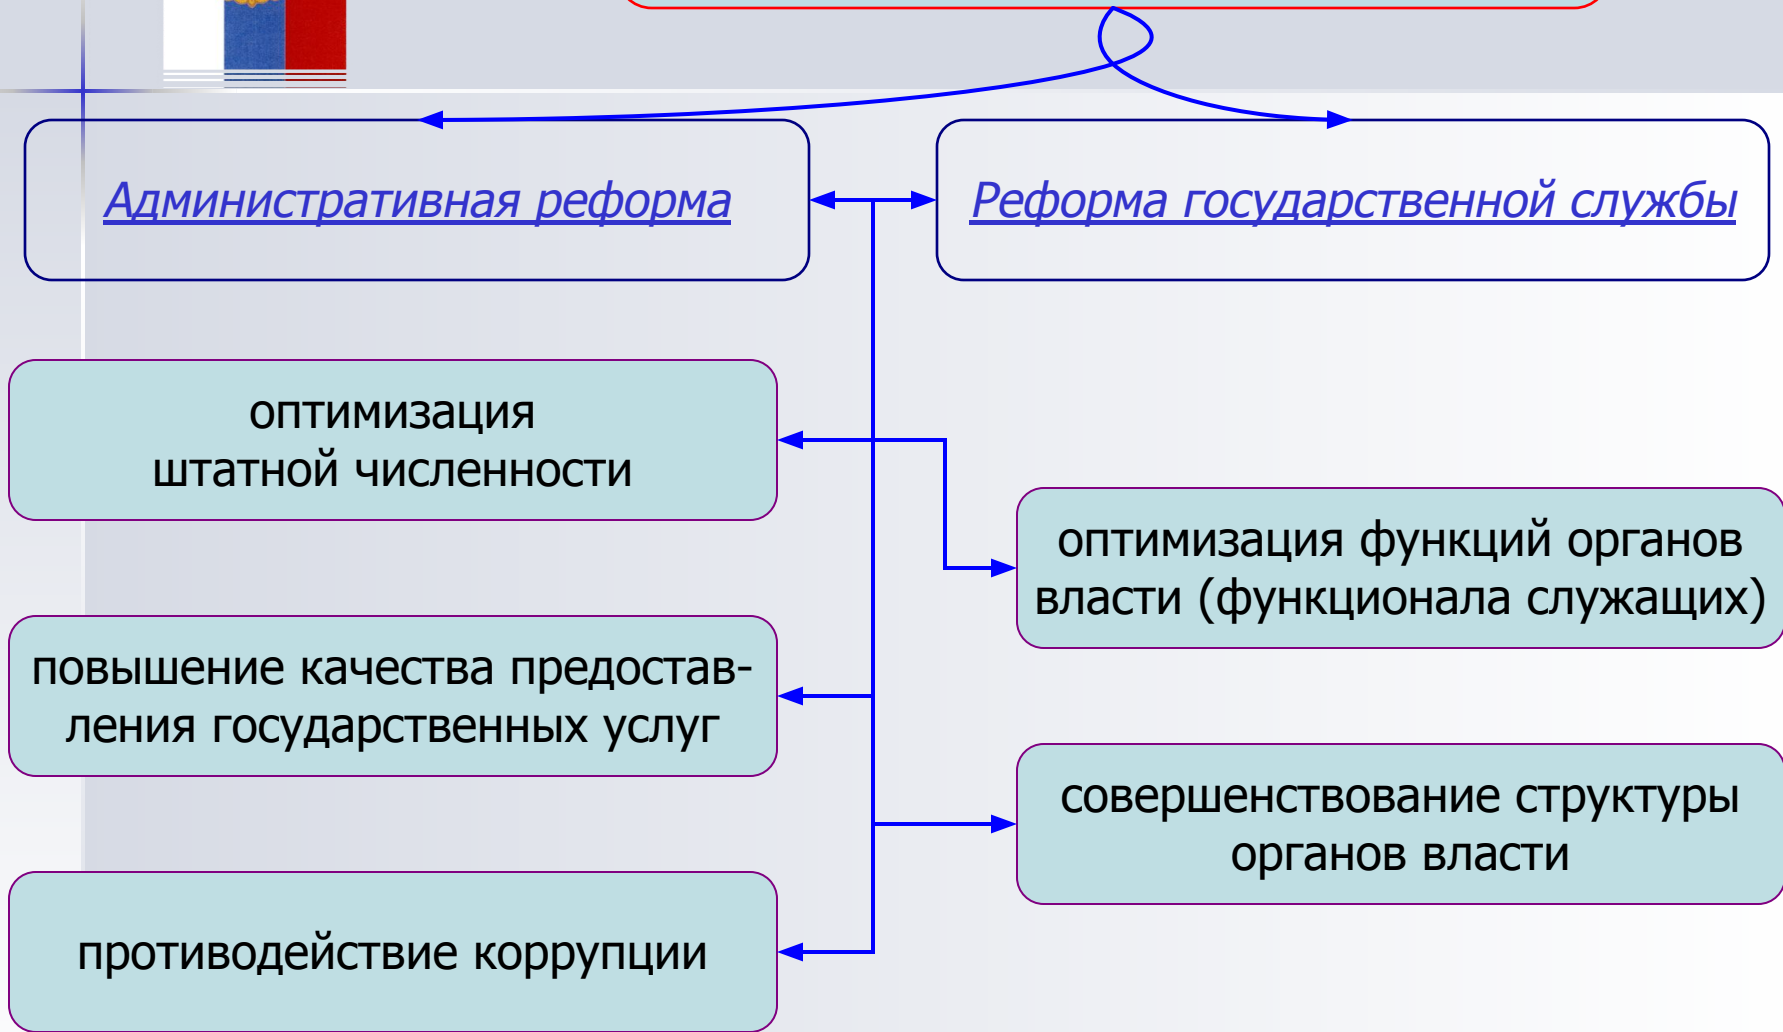 Административная реформа
Реформа государственной службы
оптимизация
штатной численности
оптимизация функций органов
власти (функционала служащих)
повышение качества предостав-
ления государственных услуг
совершенствование структуры
органов власти
противодействие коррупции